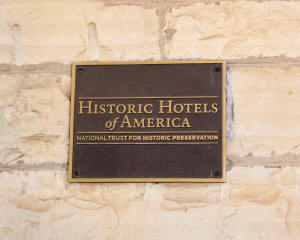 HISTORIC HOTELS
of AMERICA
NATIONAL TRUST FOR HISTORIC PRESERVATION